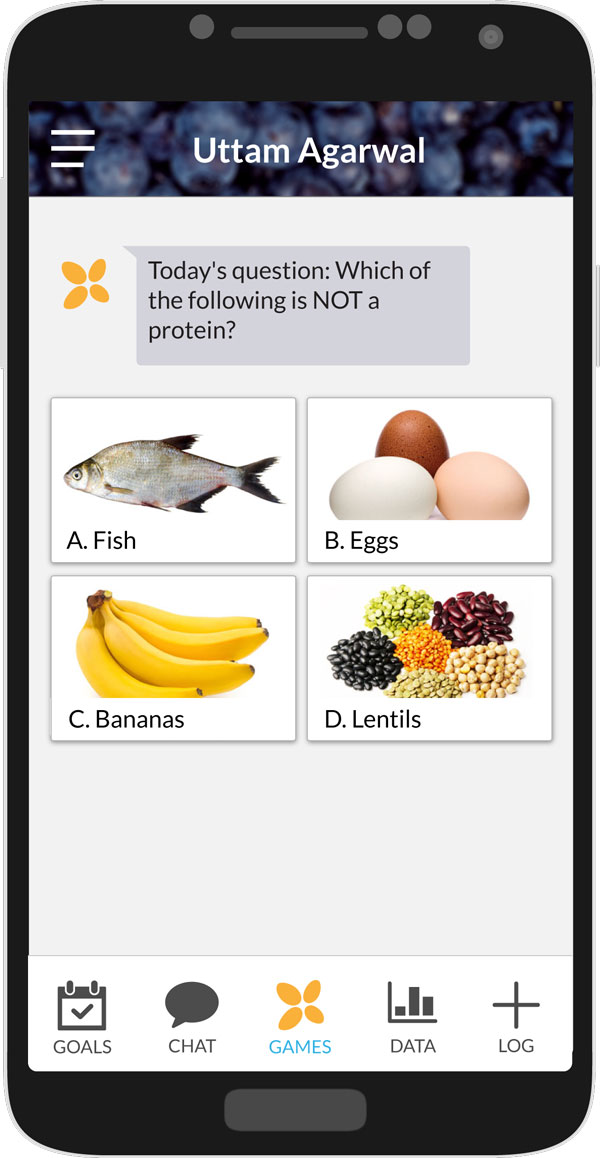 Uttam Agarwal
Today's question: Which of
the following is NOT a
protein?
A. Fish
B. Eggs
C. Bananas
D. Lentils
GOALS
CHAT
GAMES
DATA
LOG